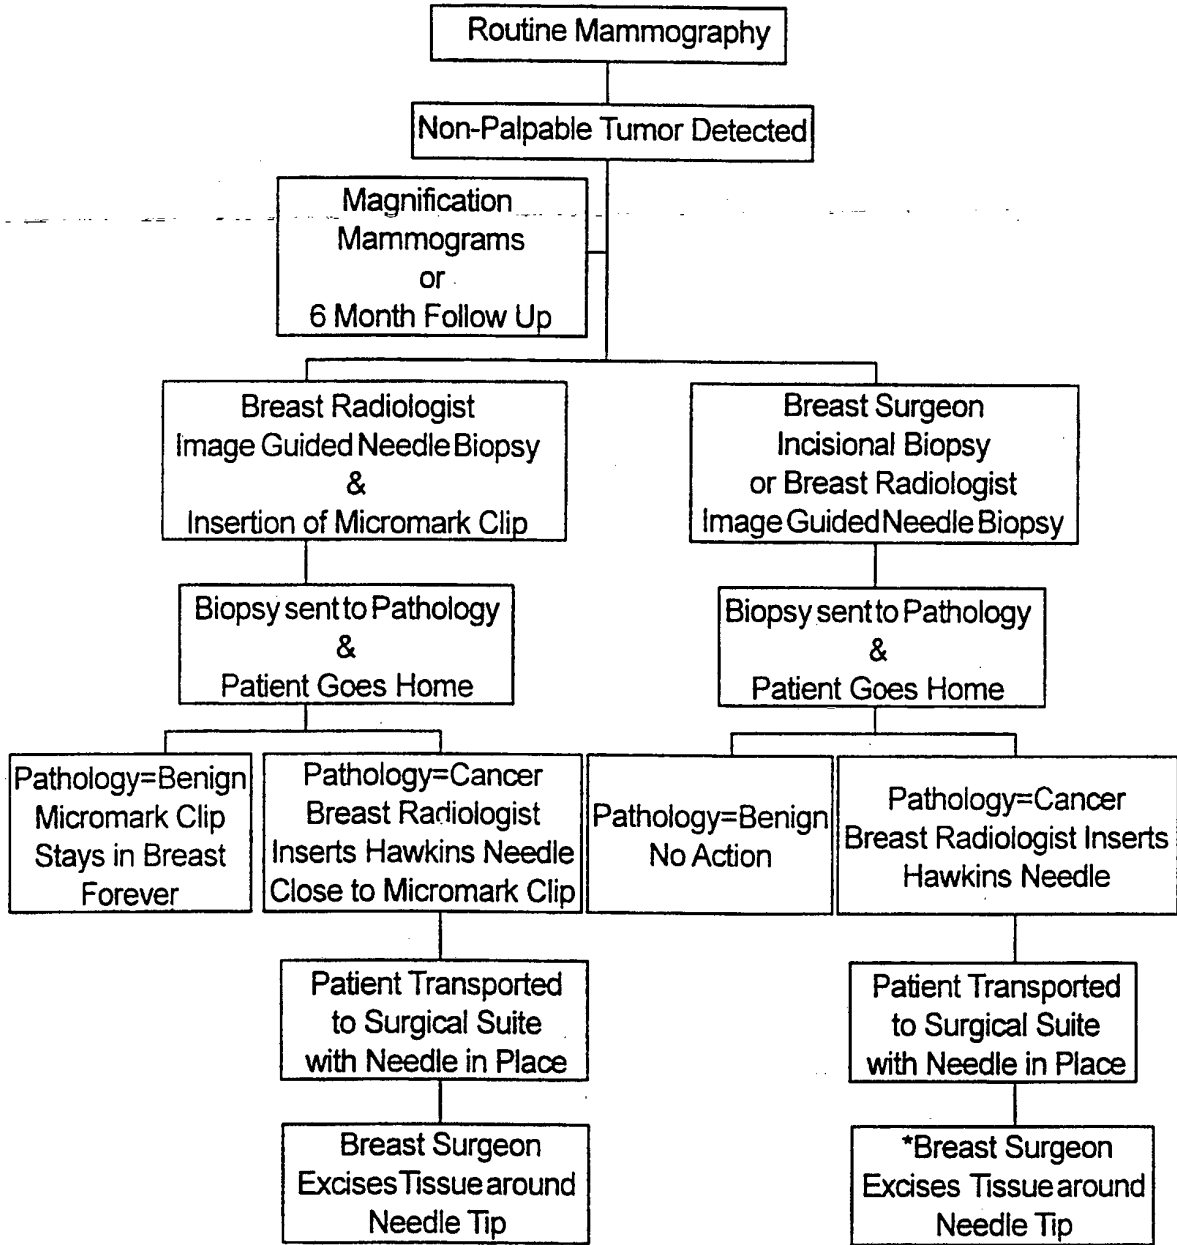 Routine Mammography
Non-Palpable Tumor Detected
Magnification
Mammograms
or
6 Month Follow Up
Breast Radiologist
Image Guided Needle Biopsy
&
Insertion of Micromark Clip
Breast Surgeon
Incisional Biopsy
or Breast Radiologist
Image Guided Needle Biopsy
Biopsy sent to Pathology
&
Patient Goes Home
Biopsy sent to Pathology
&
Patient Goes Home
Pathology=Benign
Micromark Clip
Stays in Breast
Forever
Pathology=Cancer
Breast Radiologist
Inserts Hawkins Needle
Close to Micromark Clip
Pathology=Benign
No Action
Pathology=Cancer
Breast Radiologist Inserts
Hawkins Needle
Patient Transported
to Surgical Suite
with Needle in Place
Patient Transported
to Surgical Suite
with Needle in Place
Breast Surgeon
Excises Tissue around
Needle Tip
*Breast Surgeon
Excises Tissue around
Needle Tip